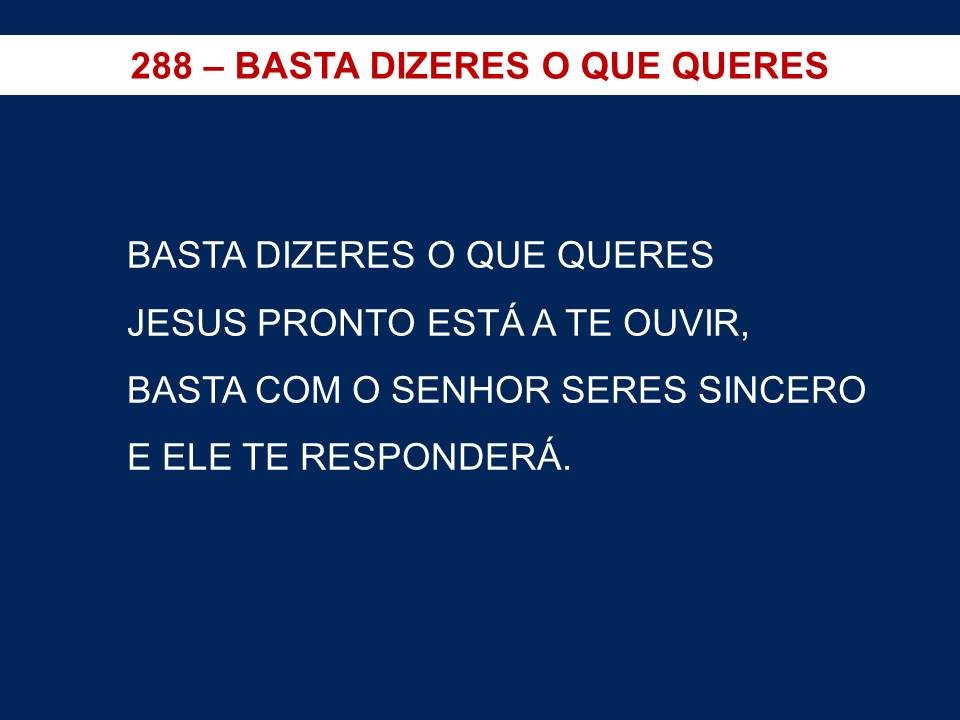 288 – BASTA DIZERES O QUE QUERES
BASTA DIZERES O QUE QUERES
JESUS PRONTO ESTÁ A TE OUVIR,
BASTA COM O SENHOR SERES SINCERO
E ELE TE RESPONDERÁ.